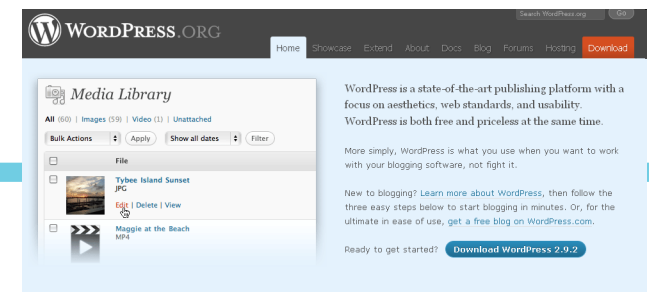 Search WordPress.org Go
WORDPRESS.ORG
Home Showcase Extend About Docs Blog Forums Hosting Download
Media Library
All (60) | Images (59) | Video (1) | Unattached
Bulk Actions Apply Show all dates Filter
File
Tybee Island Sunset
JPG
Edit | Delete | View
Maggie at the Beach
MP4
WordPress is a state-of-the-art publishing platform with a
focus on aesthetics, web standards, and usability.
WordPress is both free and priceless at the same time.
More simply, WordPress is what you use when you want to work
with your blogging software, not fight it.
New to blogging? Learn more about WordPress, then follow the
three easy steps below to start blogging in minutes. Or, for the
ultimate in ease of use, get a free blog on WordPress.com.
Ready to get started? Download WordPress 2.9.2